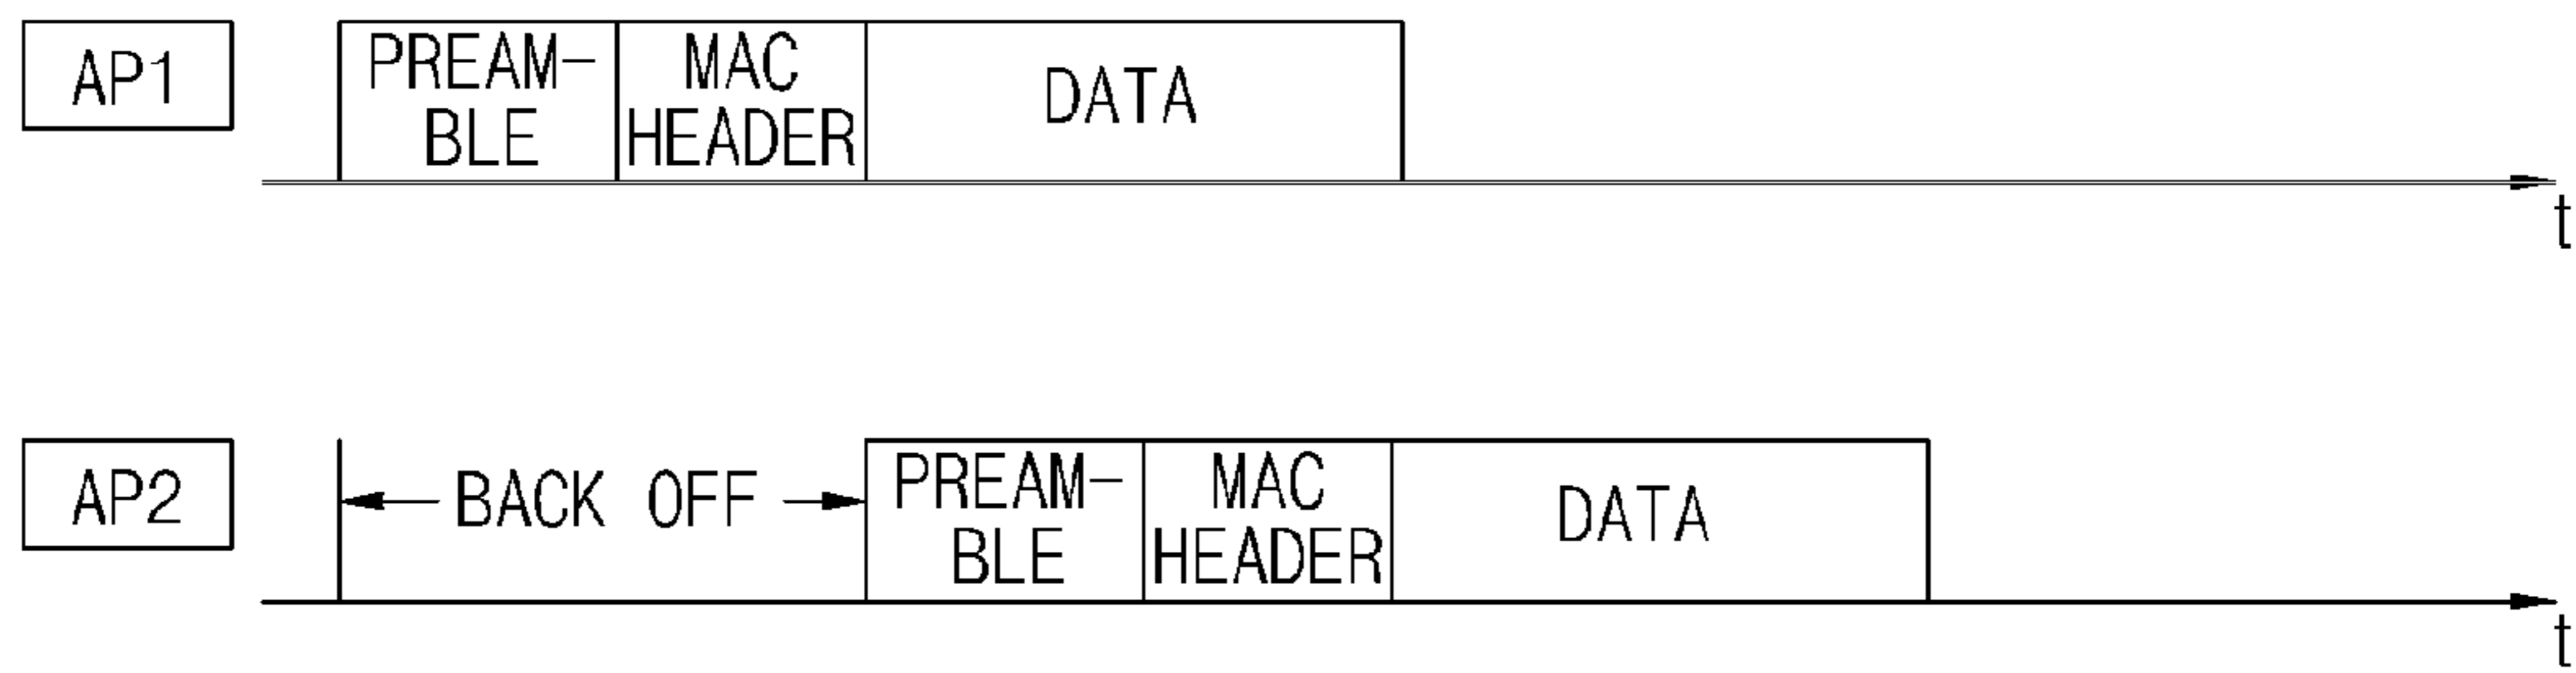 AP1
PREAM-
BLE
MAC
HEADER
DATA
t
AP2
BACK OFF
PREAM-
BLE
MAC
HEADER
DATA
t